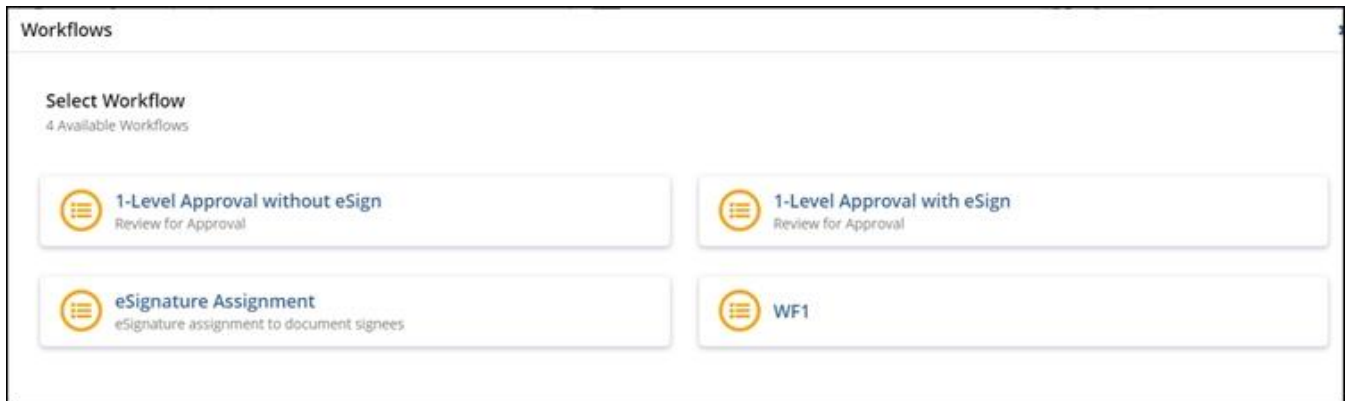 Workflows
Select Workflow
4 Available Workflows
1-Level Approval without eSign
Review for Approval
1-Level Approval with eSign
Review for Approval
eSignature Assignment
eSignature assignment to document signees
WF1